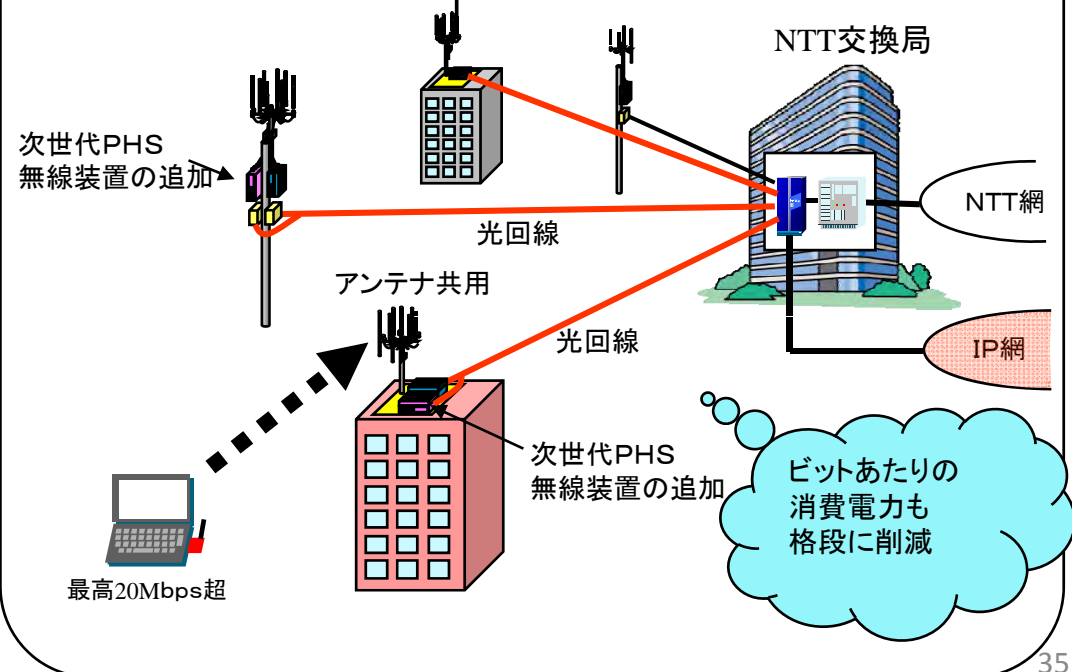 NTT交換局
次世代PHS
無線装置の追加
NTT網
光回線
アンテナ共用
光回線
IP網
次世代PHS
無線装置の追加
ビットあたりの
消費電力も
格段に削減
最高20Mbps超
35